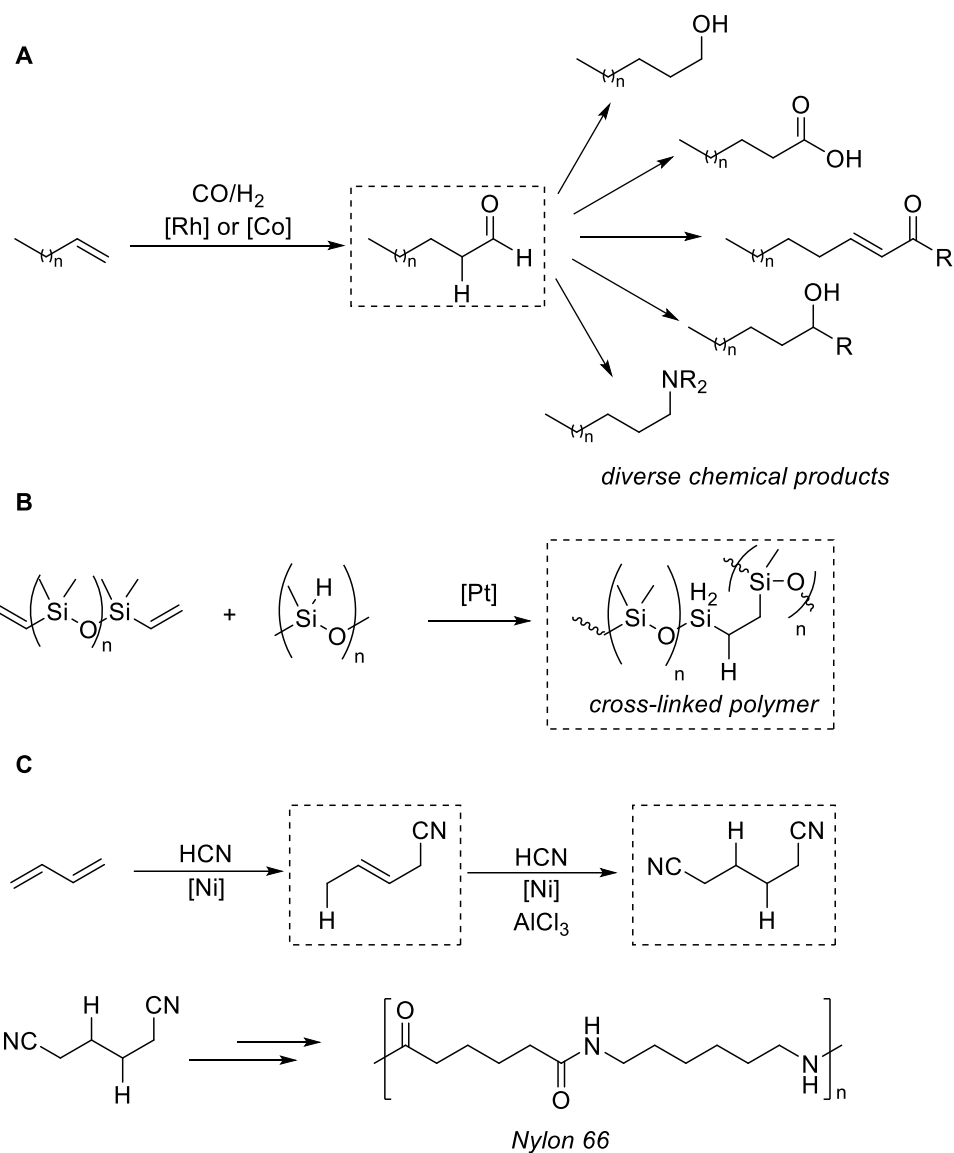 A
OH
( )n
O
OH
( )n
CO/H2
[Rh] or [Co]
( )n
O
H
H
( )n
O
R
( )n
OH
R
( )n
NR2
( )n
diverse chemical products
B
Si
O
n
Si
+
H
Si
O
n
[Pt]
Si
O
n
H2
Si
H
Si
O
n
cross-linked polymer
C
HCN
[Ni]
CN
H
HCN
[Ni]
AlCl3
NC
H
H
CN
NC
H
H
CN
O
O
H
N
N
H
n
Nylon 66